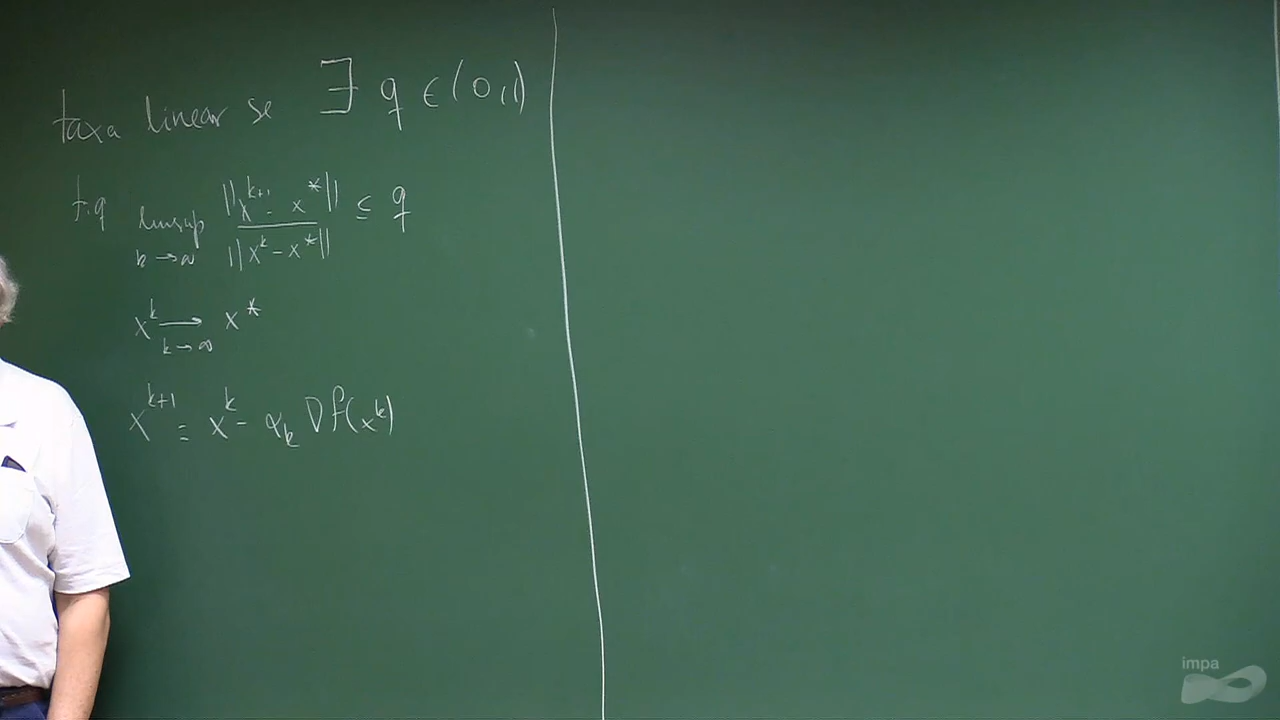 taxa linear se ∃ q ∈ (0,1)
t.q limsup k→∞ ||x^{k+1} - x^*|| / ||x^k - x^*|| ≤ q
x^k → x^* k→∞
x^{k+1} = x^k - α_k ∇f(x^k)
impa